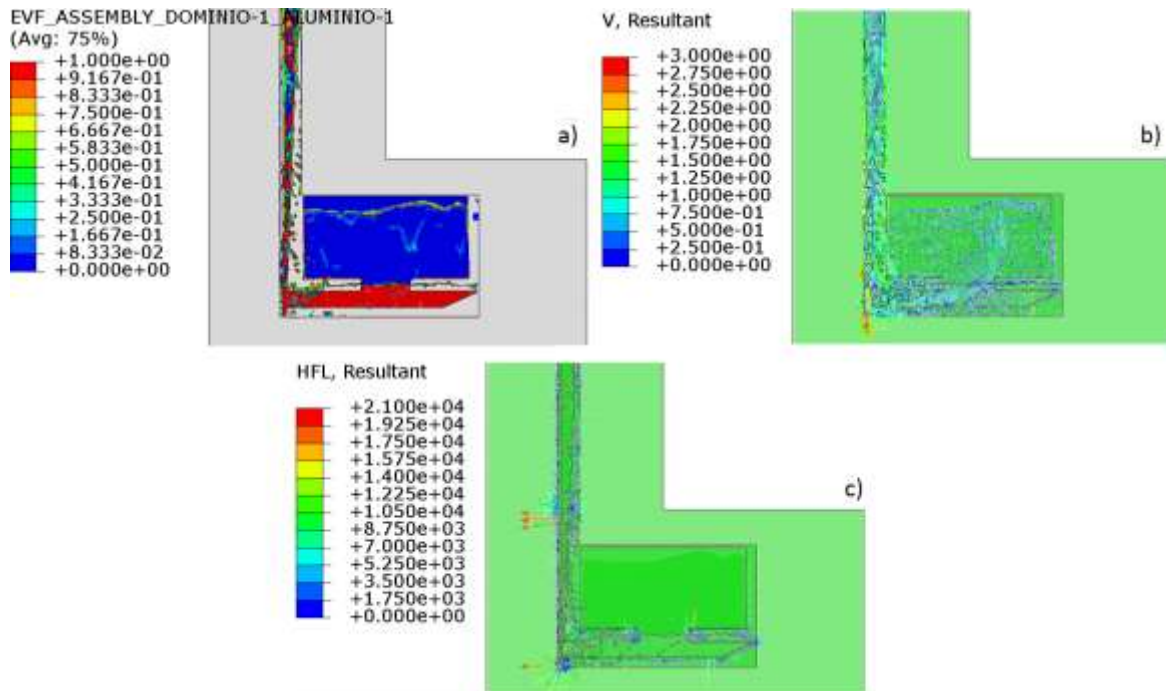 EVF_ASSEMBLY_DOMINIO-1_ALUMINIO-1
(Avg: 75%)
+1.000e+00
+9.167e-01
+8.333e-01
+7.500e-01
+6.667e-01
+5.833e-01
+5.000e-01
+4.167e-01
+3.333e-01
+2.500e-01
+1.667e-01
+8.333e-02
+0.000e+00
a)
V, Resultant
+3.000e+00
+2.750e+00
+2.500e+00
+2.250e+00
+2.000e+00
+1.750e+00
+1.500e+00
+1.250e+00
+1.000e+00
+7.500e-01
+5.000e-01
+2.500e-01
+0.000e+00
b)
HFL, Resultant
+2.100e+04
+1.925e+04
+1.750e+04
+1.575e+04
+1.400e+04
+1.225e+04
+1.050e+04
+8.750e+03
+7.000e+03
+5.250e+03
+3.500e+03
+1.750e+03
+0.000e+00
c)